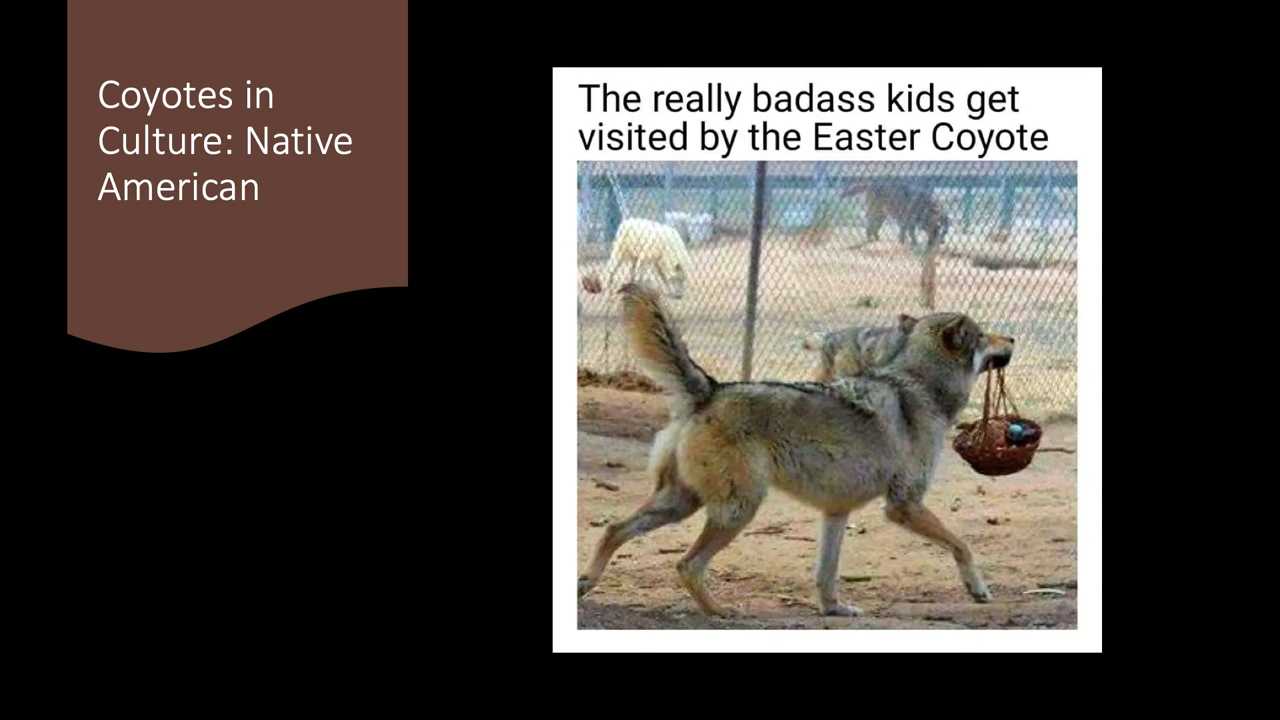 Coyotes in
Culture: Native
American
The really badass kids get
visited by the Easter Coyote